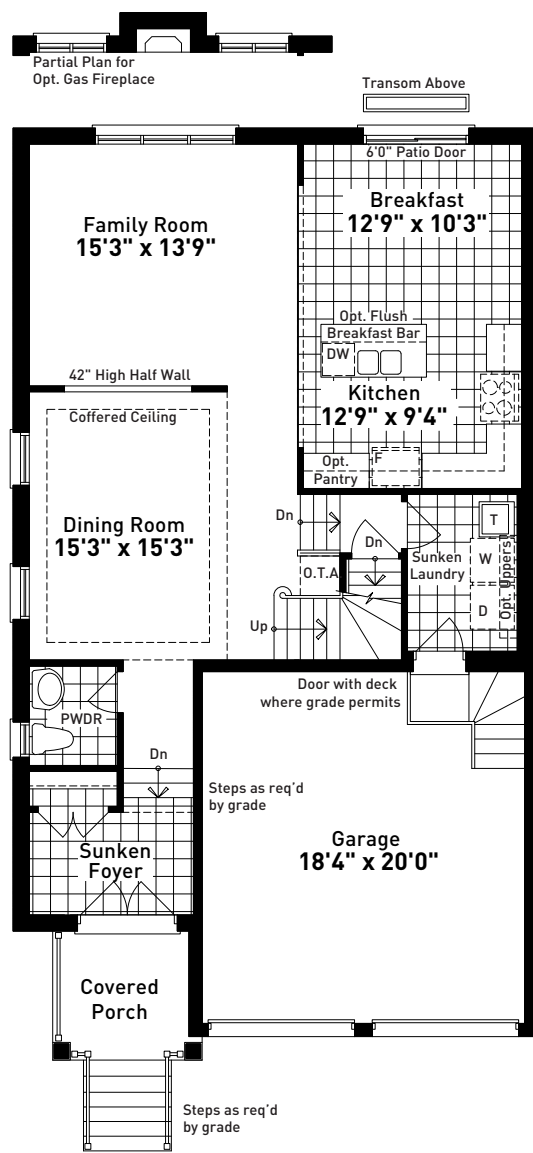 Partial Plan for
Opt. Gas Fireplace
Transom Above
6'0" Patio Door
Family Room
15'3" x 13'9"
Breakfast
12'9" x 10'3"
Opt. Flush
Breakfast Bar
DW
42" High Half Wall
Kitchen
12'9" x 9'4"
Coffered Ceiling
Opt.
Pantry
F
Dining Room
15'3" x 15'3"
Dn
Dn
O.T.A
Up
Sunken
Laundry
T
W
D
Opt. Uppers
Door with deck
where grade permits
PWDR
Dn
Steps as req'd
by grade
Garage
18'4" x 20'0"
Sunken
Foyer
Covered
Porch
Steps as req'd
by grade